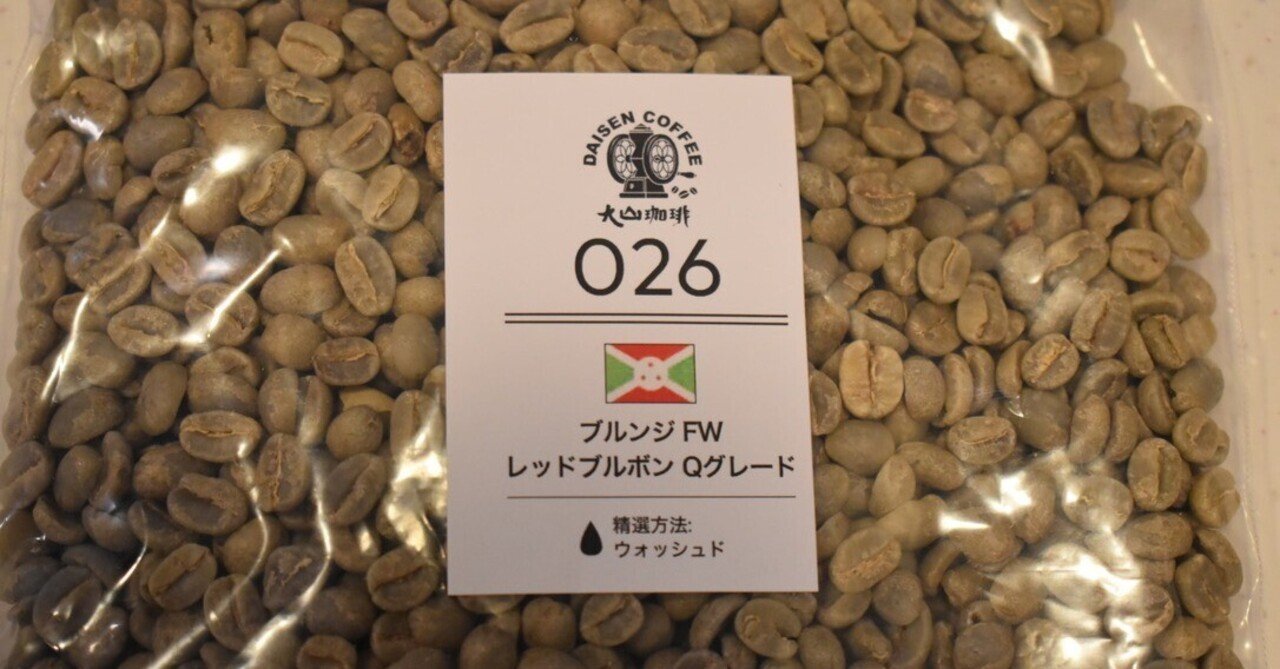 DAISEN COFFEE
大山珈琲
026
ブルンジ FW
レッドブルボン Qグレード
精選方法:
ウォッシュド